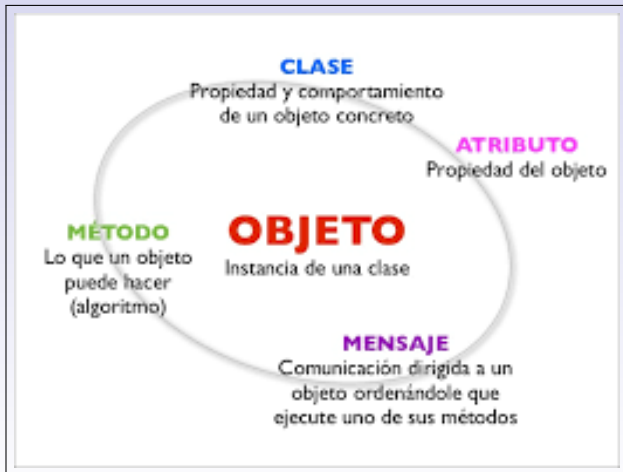 CLASE
Propiedad y comportamiento
de un objeto concreto
ATRIBUTO
Propiedad del objeto
MÉTODO
Lo que un objeto
puede hacer
(algoritmo)
OBJETO
Instancia de una clase
MENSAJE
Comunicación dirigida a un
objeto ordenándole que
ejecute uno de sus métodos